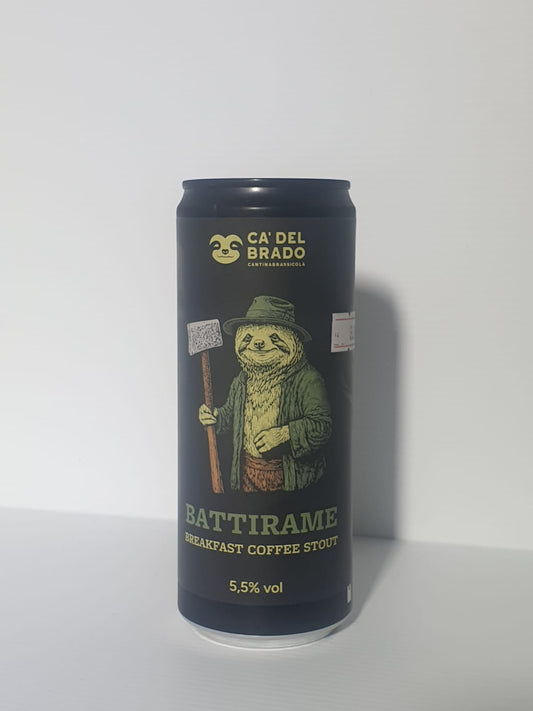 CA' DEL
BRADO
CANTINABRASSICOLA
BATTIRAME
BREAKFAST COFFEE STOUT
5,5% vol